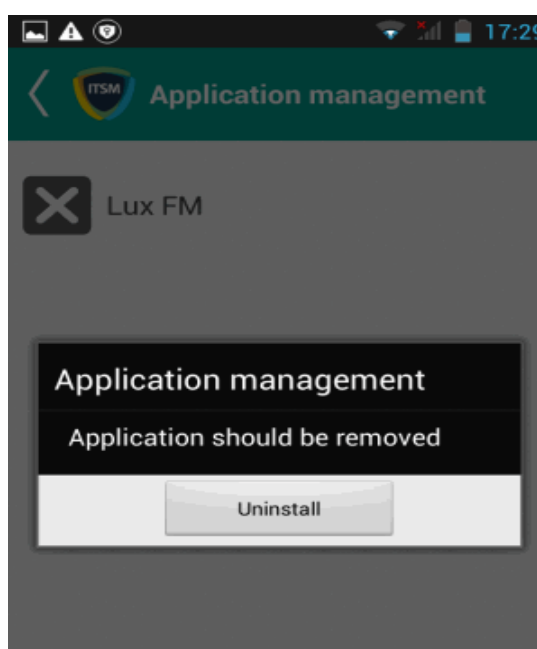 17:29
ITSM
Application management
Lux FM
Application management
Application should be removed
Uninstall